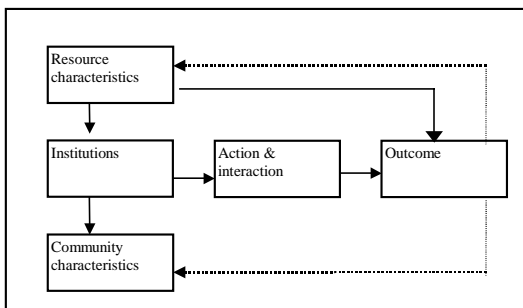 Resource
characteristics
Institutions
Action &
interaction
Outcome
Community
characteristics